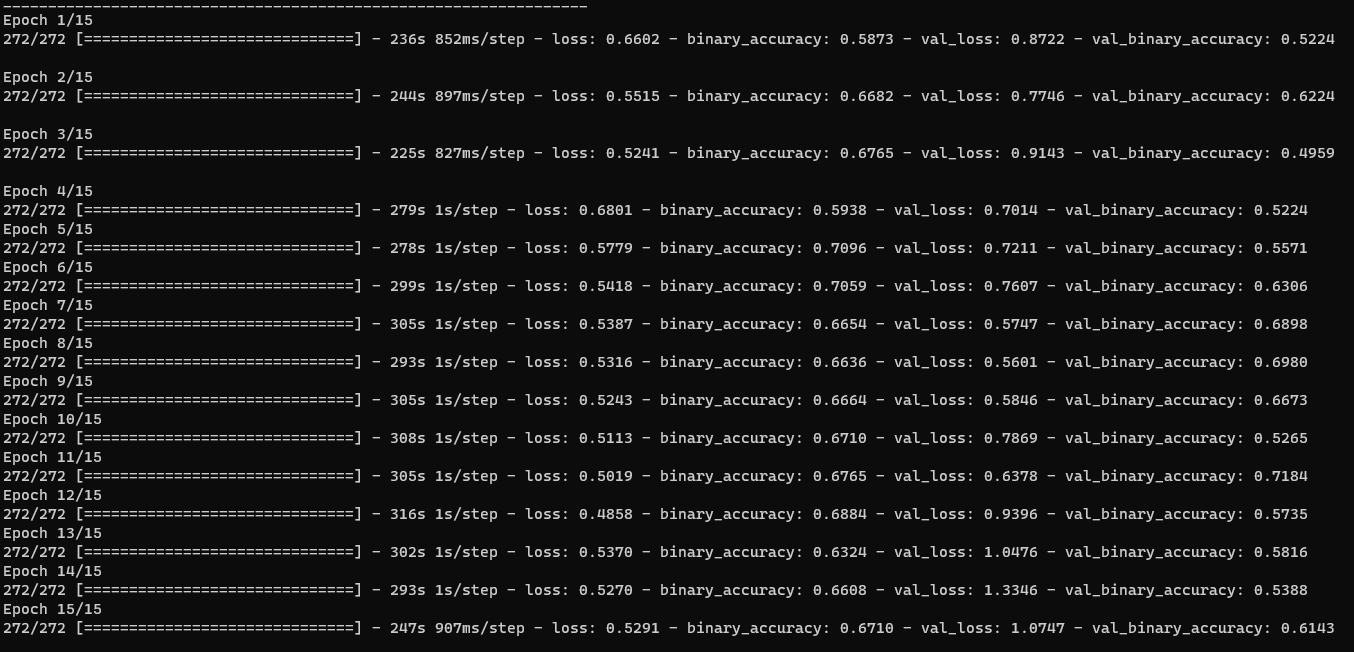 _________________________________________________________________
Epoch 1/15
272/272 [==============================] - 236s 852ms/step - loss: 0.6602 - binary_accuracy: 0.5873 - val_loss: 0.8722 - val_binary_accuracy: 0.5224
Epoch 2/15
272/272 [==============================] - 244s 897ms/step - loss: 0.5515 - binary_accuracy: 0.6682 - val_loss: 0.7746 - val_binary_accuracy: 0.6224
Epoch 3/15
272/272 [==============================] - 225s 827ms/step - loss: 0.5241 - binary_accuracy: 0.6765 - val_loss: 0.9143 - val_binary_accuracy: 0.4959
Epoch 4/15
272/272 [==============================] - 279s 1s/step - loss: 0.6801 - binary_accuracy: 0.5938 - val_loss: 0.7014 - val_binary_accuracy: 0.5224
Epoch 5/15
272/272 [==============================] - 278s 1s/step - loss: 0.5779 - binary_accuracy: 0.7096 - val_loss: 0.7211 - val_binary_accuracy: 0.5571
Epoch 6/15
272/272 [==============================] - 299s 1s/step - loss: 0.5418 - binary_accuracy: 0.7059 - val_loss: 0.7607 - val_binary_accuracy: 0.6306
Epoch 7/15
272/272 [==============================] - 305s 1s/step - loss: 0.5387 - binary_accuracy: 0.6654 - val_loss: 0.5747 - val_binary_accuracy: 0.6898
Epoch 8/15
272/272 [==============================] - 293s 1s/step - loss: 0.5316 - binary_accuracy: 0.6636 - val_loss: 0.5601 - val_binary_accuracy: 0.6980
Epoch 9/15
272/272 [==============================] - 305s 1s/step - loss: 0.5243 - binary_accuracy: 0.6664 - val_loss: 0.5846 - val_binary_accuracy: 0.6673
Epoch 10/15
272/272 [==============================] - 308s 1s/step - loss: 0.5113 - binary_accuracy: 0.6710 - val_loss: 0.7869 - val_binary_accuracy: 0.5265
Epoch 11/15
272/272 [==============================] - 305s 1s/step - loss: 0.5019 - binary_accuracy: 0.6765 - val_loss: 0.6378 - val_binary_accuracy: 0.7184
Epoch 12/15
272/272 [==============================] - 316s 1s/step - loss: 0.4858 - binary_accuracy: 0.6884 - val_loss: 0.9396 - val_binary_accuracy: 0.5735
Epoch 13/15
272/272 [==============================] - 302s 1s/step - loss: 0.5370 - binary_accuracy: 0.6324 - val_loss: 1.0476 - val_binary_accuracy: 0.5816
Epoch 14/15
272/272 [==============================] - 293s 1s/step - loss: 0.5270 - binary_accuracy: 0.6608 - val_loss: 1.3346 - val_binary_accuracy: 0.5388
Epoch 15/15
272/272 [==============================] - 247s 907ms/step - loss: 0.5291 - binary_accuracy: 0.6710 - val_loss: 1.0747 - val_binary_accuracy: 0.6143